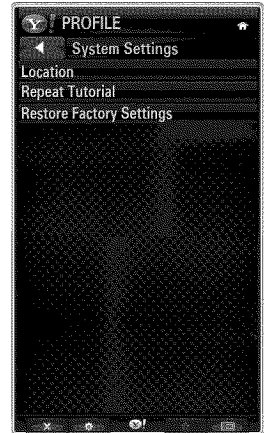 Y! PROFILE
System Settings
Location
Repeat Tutorial
Restore Factory Settings
Y!